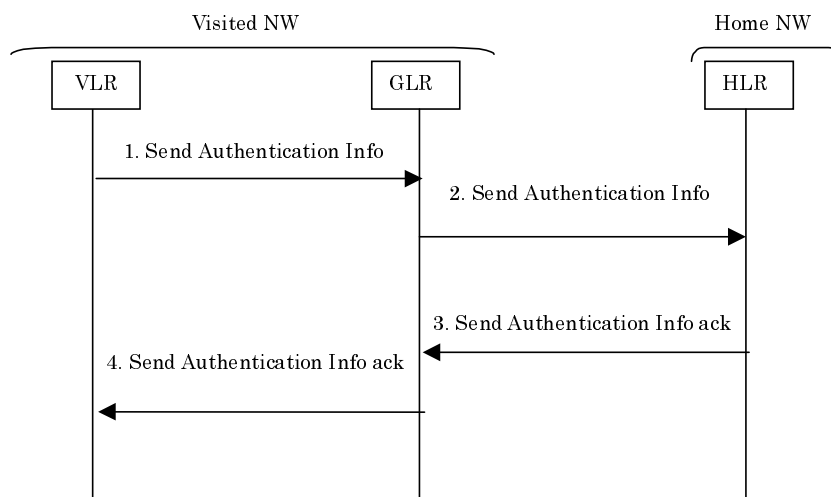 Visited NW
Home NW
VLR
GLR
HLR
1. Send Authentication Info
2. Send Authentication Info
3. Send Authentication Info ack
4. Send Authentication Info ack